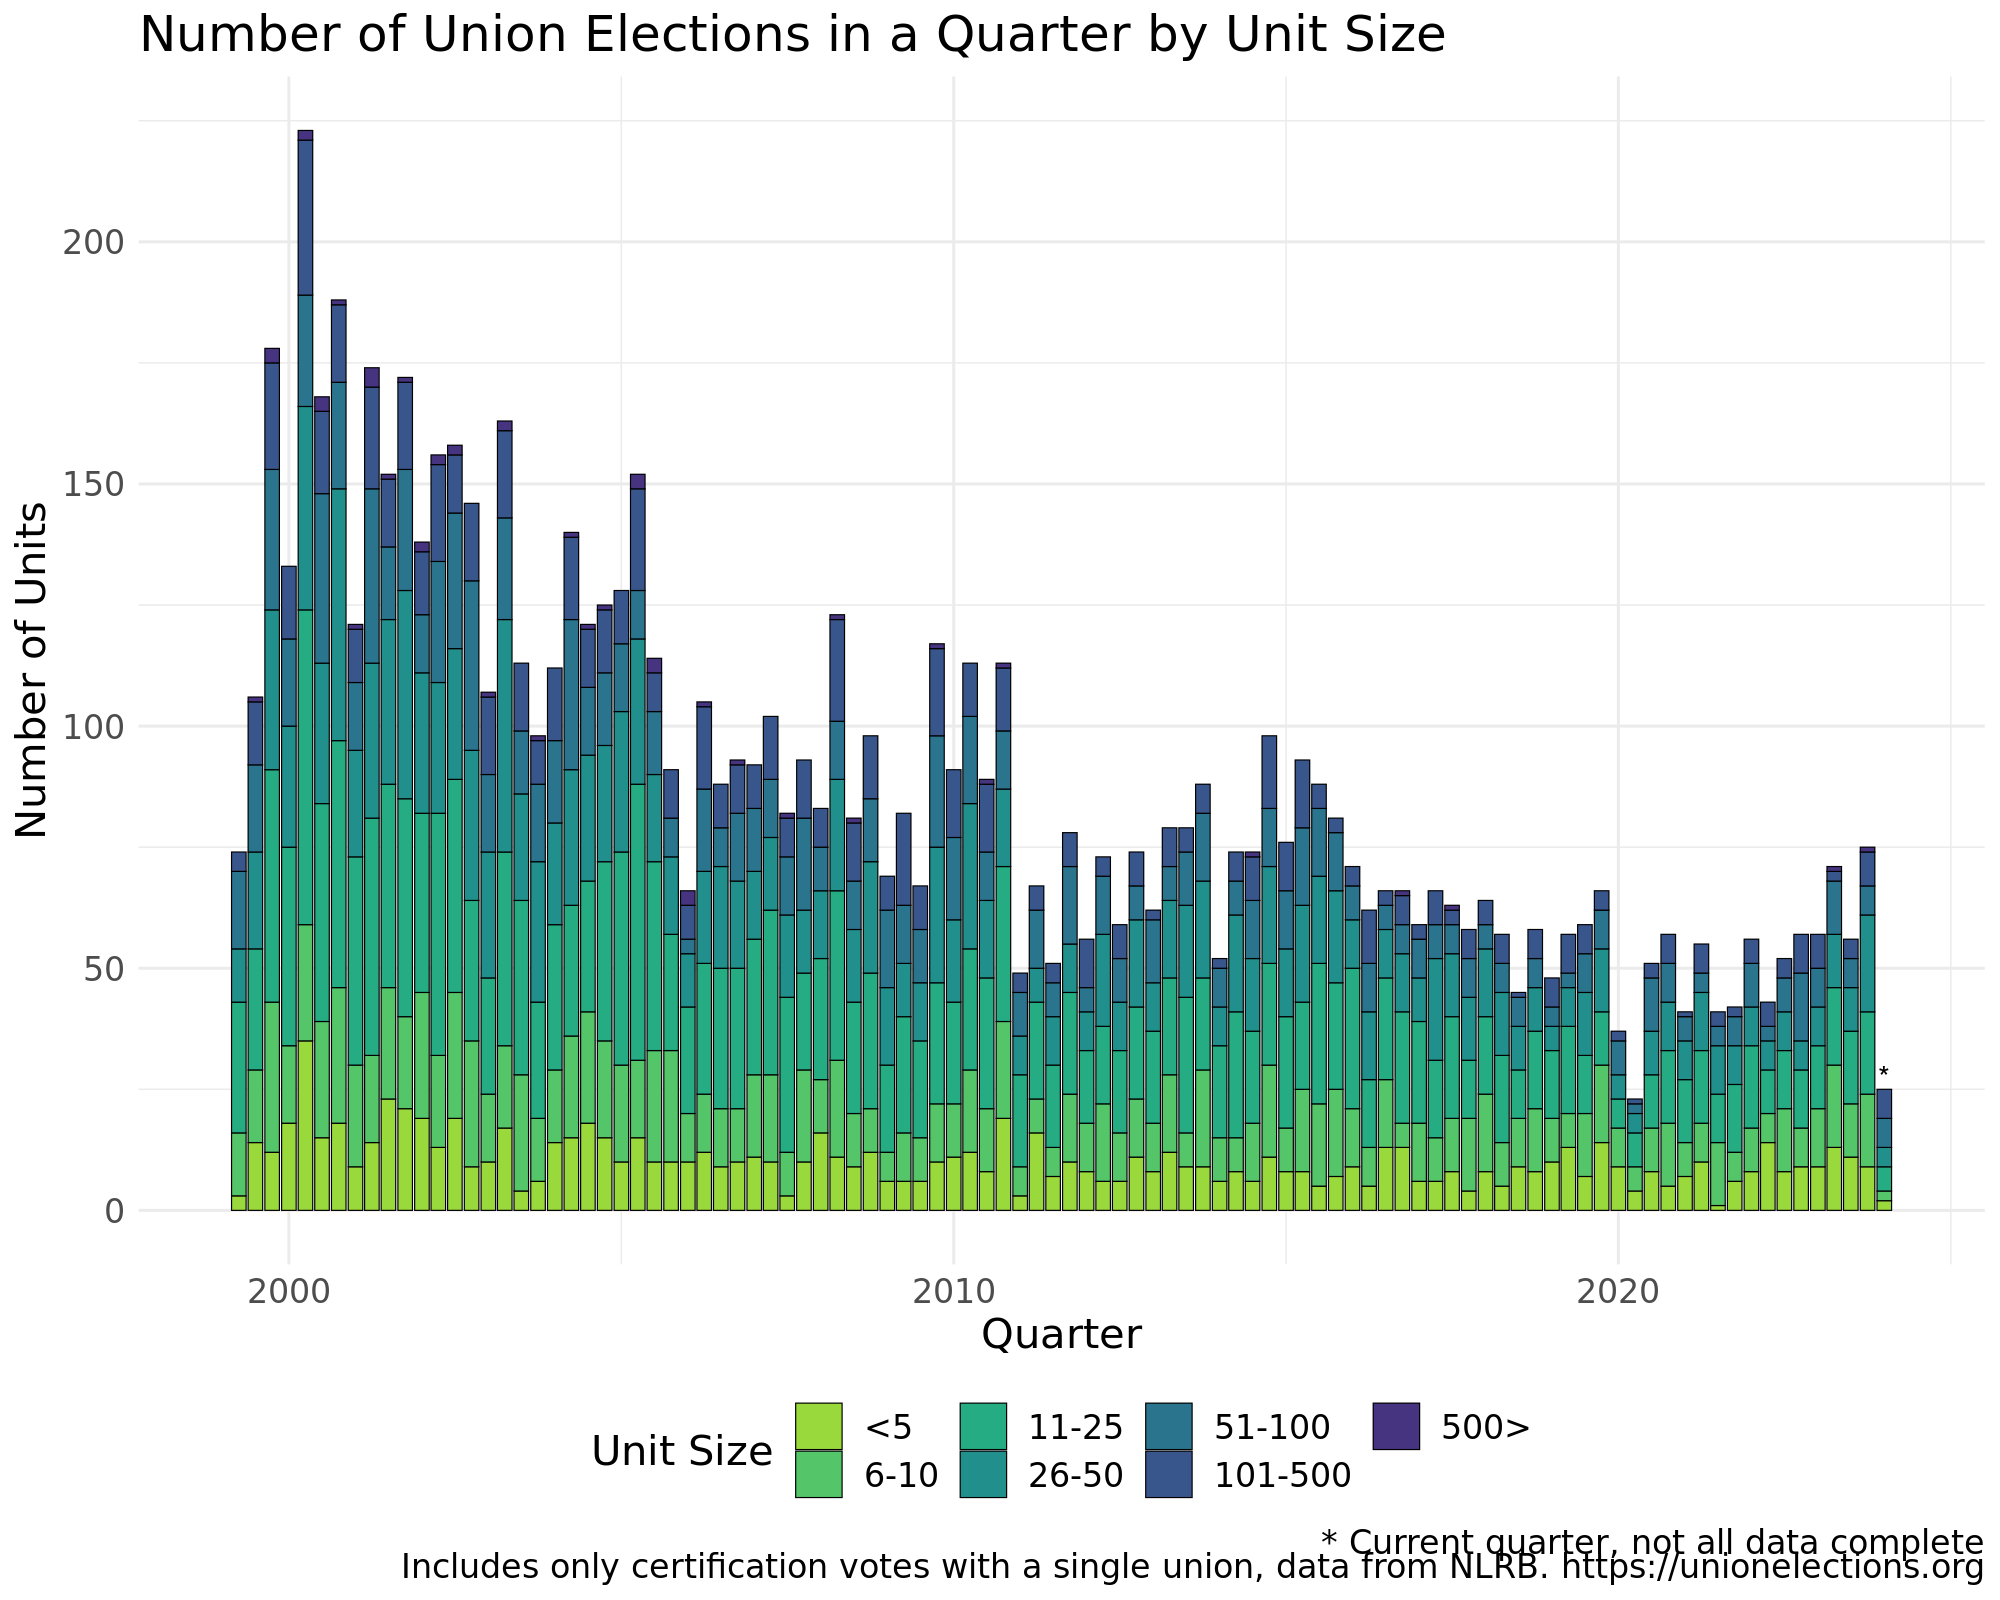 Number of Union Elections in a Quarter by Unit Size
Number of Units
200
150
100
50
0
*
2000 2010 2020
Quarter
Unit Size
<5 11-25 51-100 500>
6-10 26-50 101-500
* Current quarter, not all data complete
Includes only certification votes with a single union, data from NLRB. https://unionelections.org